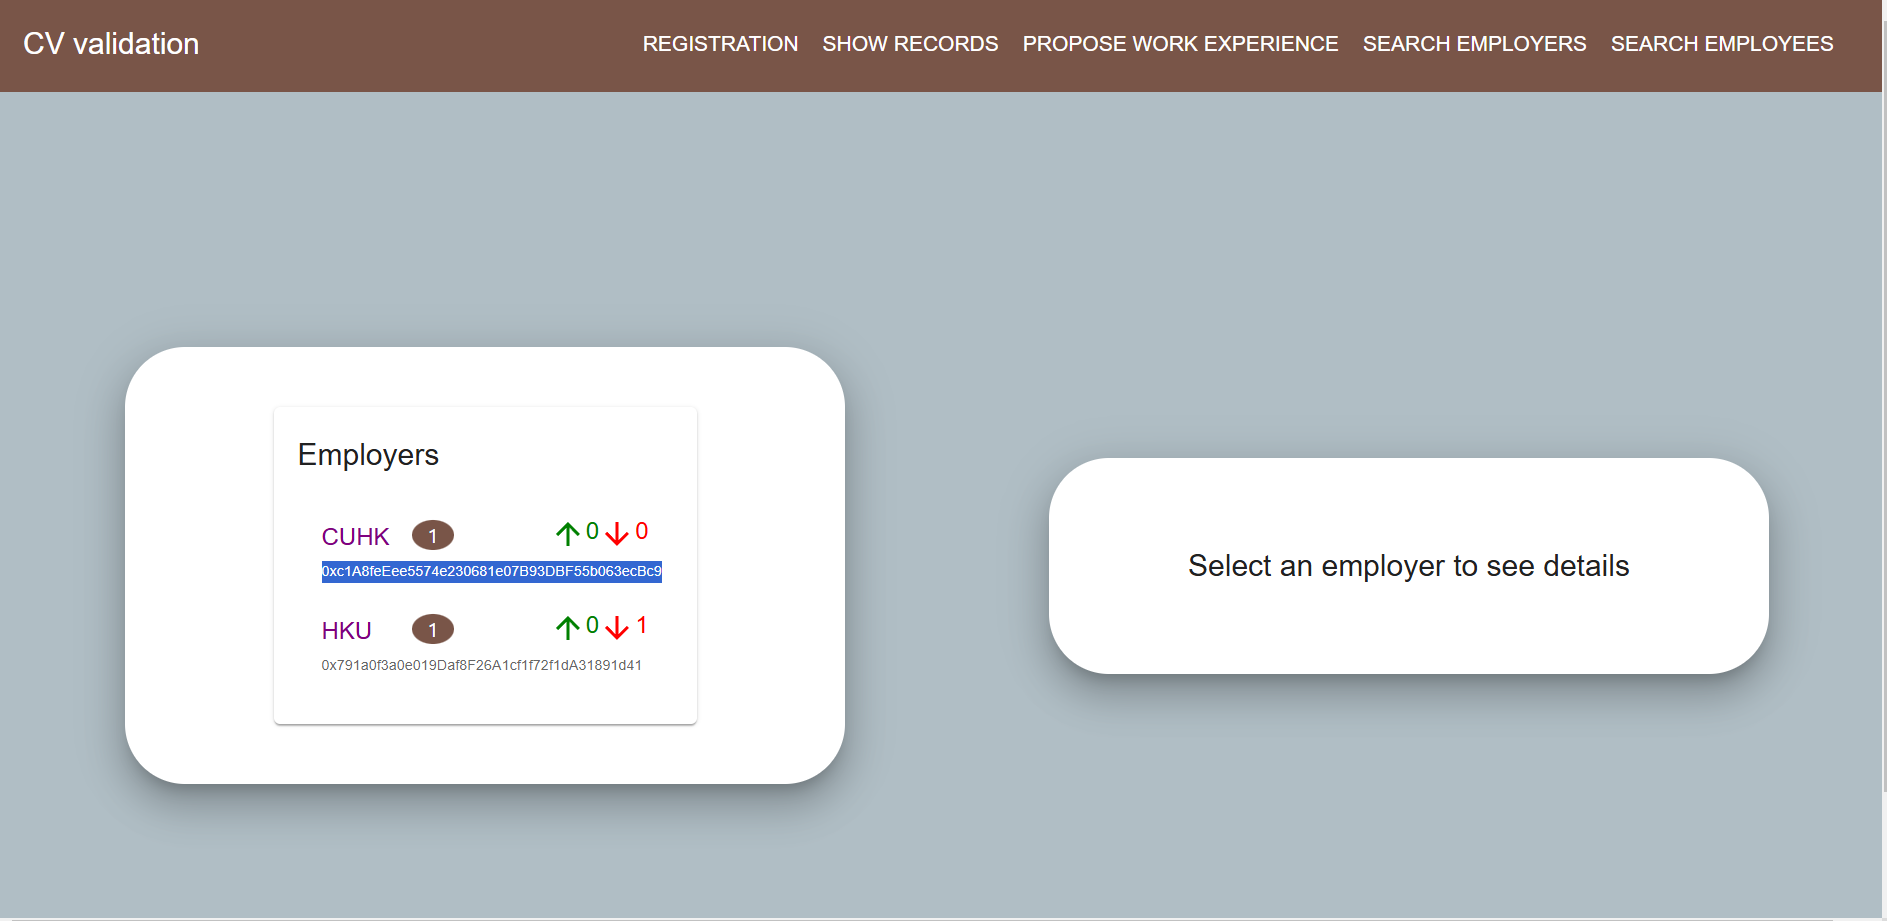 CV validation REGISTRATION SHOW RECORDS PROPOSE WORK EXPERIENCE SEARCH EMPLOYERS SEARCH EMPLOYEES
Employers
CUHK 1 0 0
0xc1A8feEee5574e230681e07B93DBF55b063ecBc9
HKU 1 0 1
0x791a0f3a0e019Daf8F26A1cf1f72f1dA31891d41
Select an employer to see details